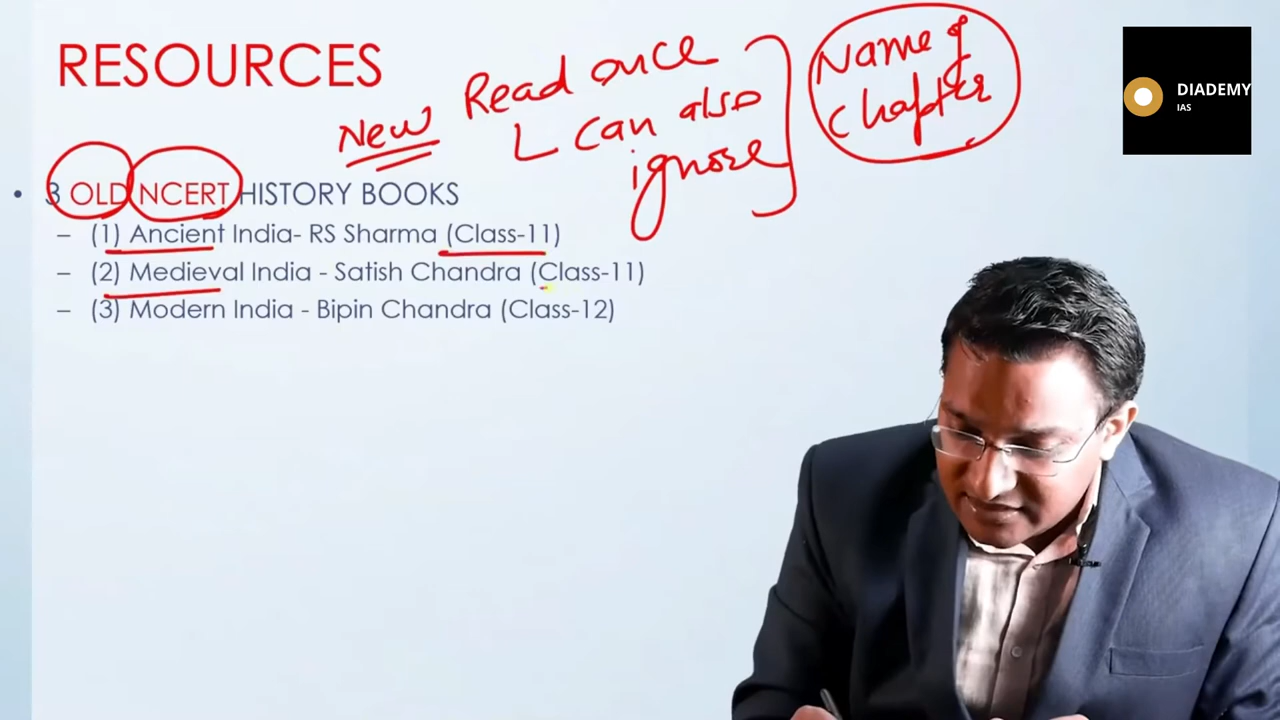 RESOURCES
New
Read once
can also
ignore
Name of
Chapter
DIADEMY
IAS
• 3 OLD NCERT HISTORY BOOKS
– (1) Ancient India- RS Sharma (Class-11)
– (2) Medieval India - Satish Chandra (Class-11)
– (3) Modern India - Bipin Chandra (Class-12)